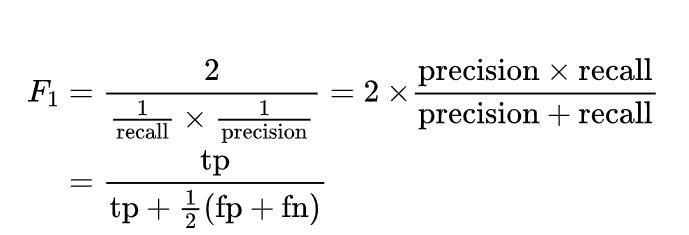 F₁ = 2 / (1/recall × 1/precision) = 2 × (precision × recall) / (precision + recall)
= tp / (tp + 1/2 (fp + fn))